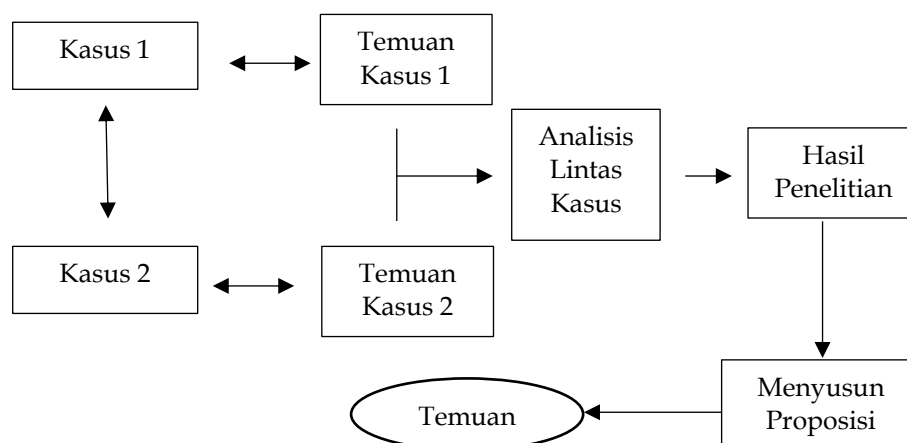 Kasus 1
Temuan
Kasus 1
Analisis
Lintas
Kasus
Hasil
Penelitian
Kasus 2
Temuan
Kasus 2
Menyusun
Proposisi
Temuan